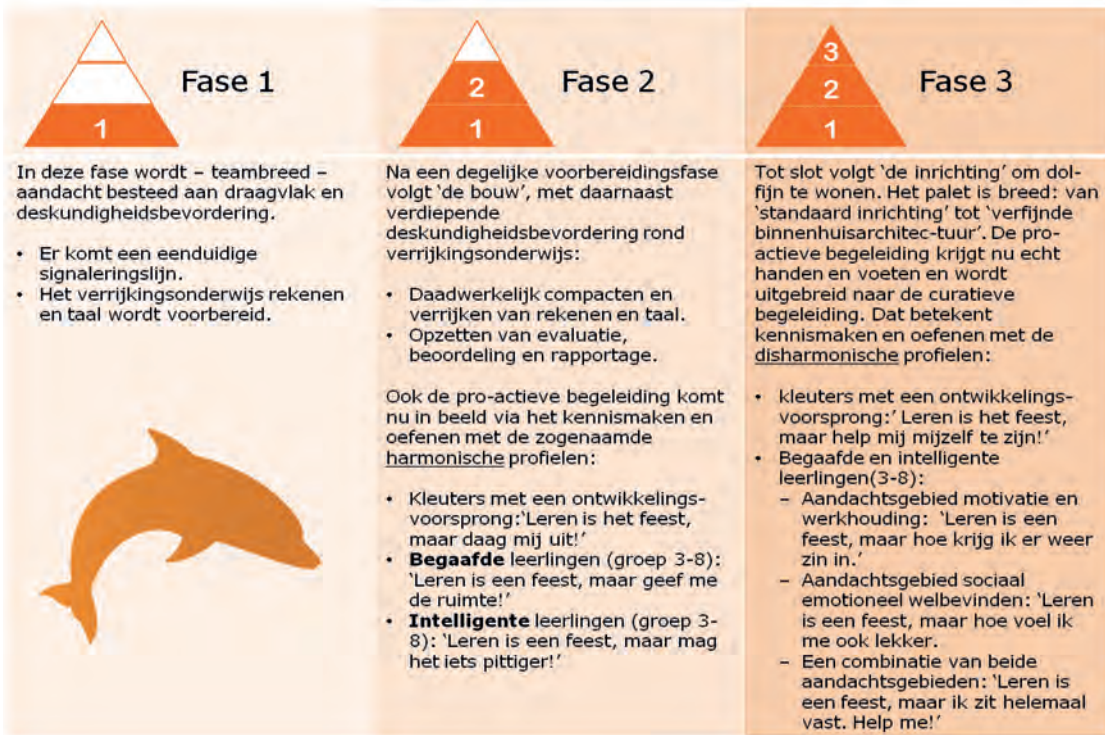 1
Fase 1
2
1
Fase 2
3
2
1
Fase 3
In deze fase wordt – teambreed –
aandacht besteed aan draagvlak en
deskundigheidsbevordering.
• Er komt een eenduidige
signaleringslijn.
• Het verrijkingsonderwijs rekenen
en taal wordt voorbereid.
Na een degelijke voorbereidingsfase
volgt ‘de bouw’, met daarnaast
verdiepende
deskundigheidsbevordering rond
verrijkingsonderwijs:
• Daadwerkelijk compacten en
verrijken van rekenen en taal.
• Opzetten van evaluatie,
beoordeling en rapportage.
Ook de pro-actieve begeleiding komt
nu in beeld via het kennismaken en
oefenen met de zogenaamde
harmonische profielen:
• Kleuters met een ontwikkelings-
voorsprong:‘Leren is het feest,
maar daag mij uit!’
• Begaafde leerlingen (groep 3-8):
‘Leren is een feest, maar geef me
de ruimte!’
• Intelligente leerlingen (groep 3-
8): ‘Leren is een feest, maar mag
het iets pittiger!’
Tot slot volgt ‘de inrichting’ om dol-
fijn te wonen. Het palet is breed: van
‘standaard inrichting’ tot ‘verfijnde
binnenhuisarchitec-tuur’. De pro-
actieve begeleiding krijgt nu echt
handen en voeten en wordt
uitgebreid naar de curatieve
begeleiding. Dat betekent
kennismaken en oefenen met de
disharmonische profielen:
• kleuters met een ontwikkelings-
voorsprong:’ Leren is het feest,
maar help mij mijzelf te zijn!’
• Begaafde en intelligente
leerlingen(3-8):
– Aandachtsgebied motivatie en
werkhouding: ‘Leren is een
feest, maar hoe krijg ik er weer
zin in.’
– Aandachtsgebied sociaal
emotioneel welbevinden: ‘Leren
is een feest, maar hoe voel ik
me ook lekker.
– Een combinatie van beide
aandachtsgebieden: ‘Leren is
een feest, maar ik zit helemaal
vast. Help me!’